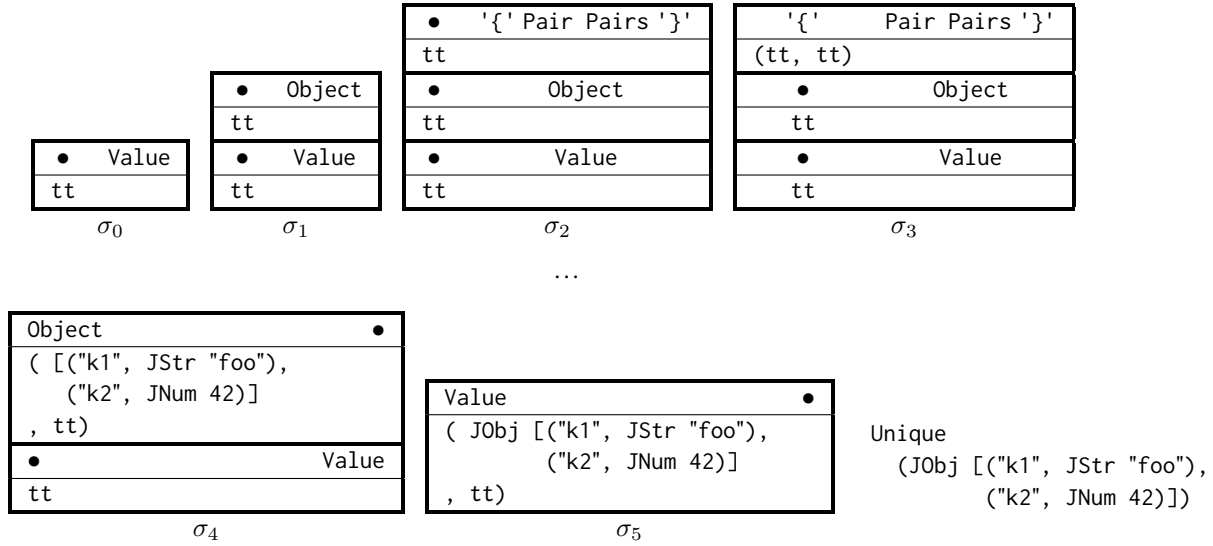 ● '{' Pair Pairs '}'
tt
● Object
tt
● Value
tt
'{' Pair Pairs '}'
(tt, tt)
● Object
tt
● Value
tt
● Object
tt
● Value
tt
● Value
tt
σ0 σ1 σ2 σ3
...
Object ●
( [("k1", JStr "foo"),
("k2", JNum 42)]
, tt)
● Value
tt
σ4
Value ●
( JObj [("k1", JStr "foo"),
("k2", JNum 42)]
, tt)
σ5
Unique
(JObj [("k1", JStr "foo"),
("k2", JNum 42)])